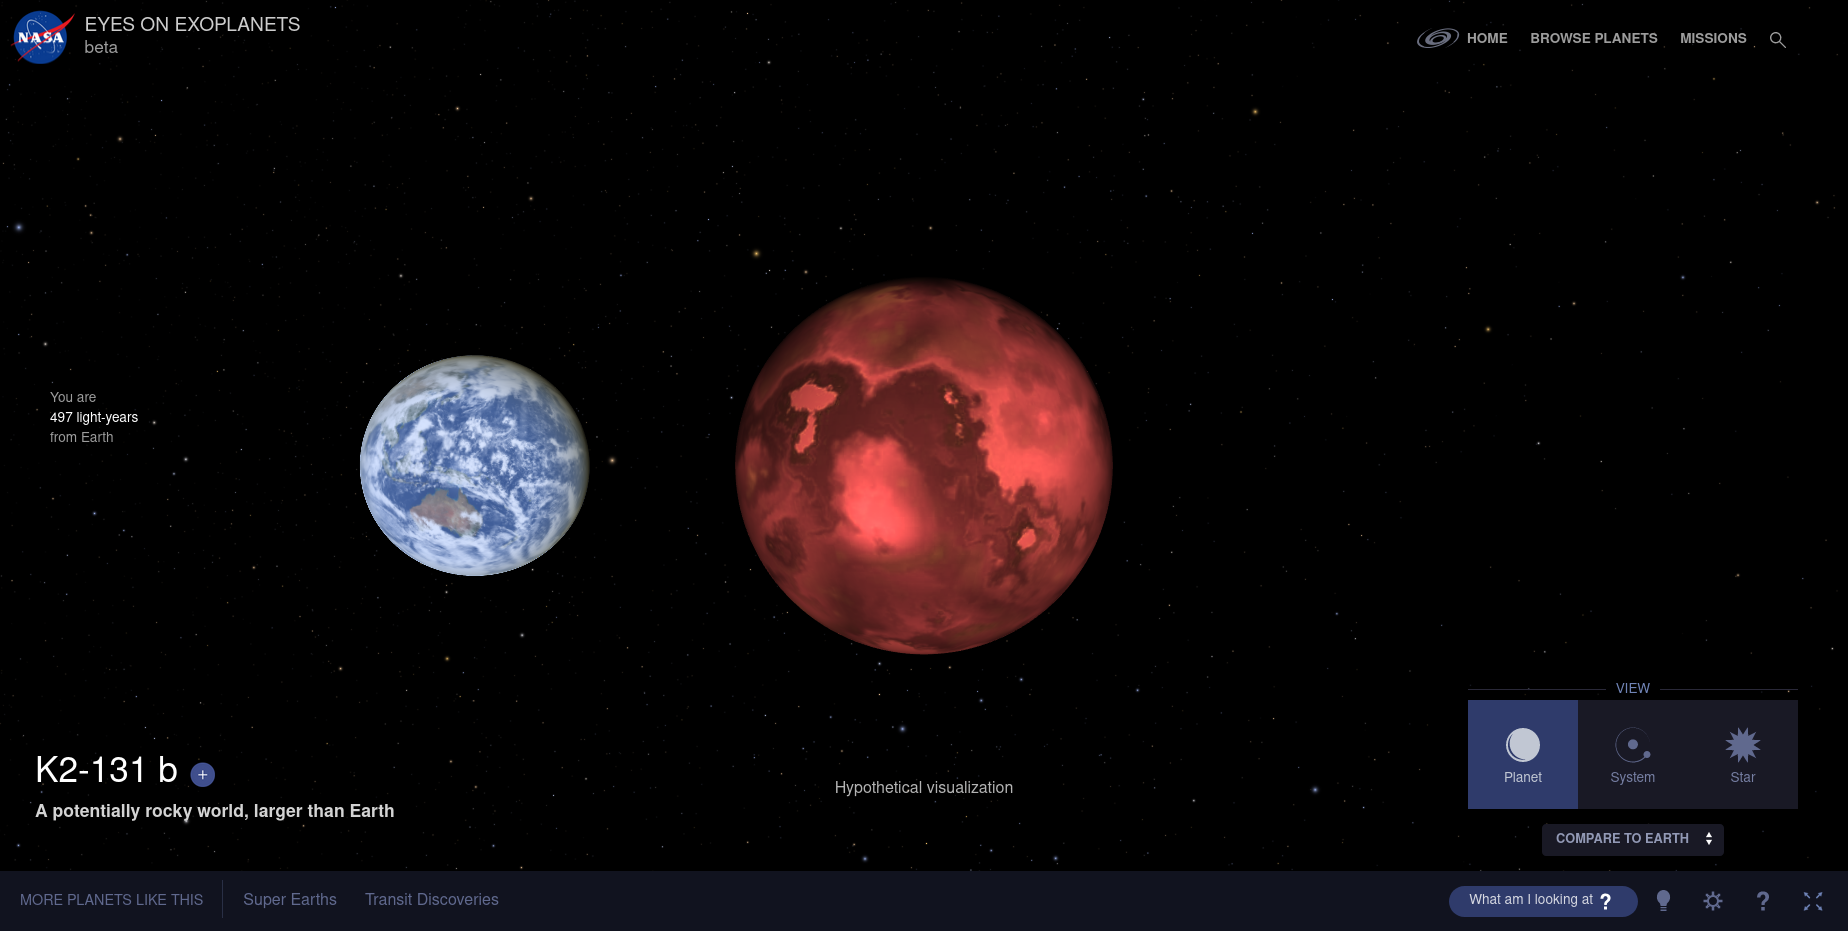 NASA
EYES ON EXOPLANETS
beta
HOME BROWSE PLANETS MISSIONS
You are
497 light-years
from Earth
VIEW
Planet System Star
K2-131 b +
Hypothetical visualization
A potentially rocky world, larger than Earth
COMPARE TO EARTH
MORE PLANETS LIKE THIS Super Earths Transit Discoveries What am I looking at ? ?